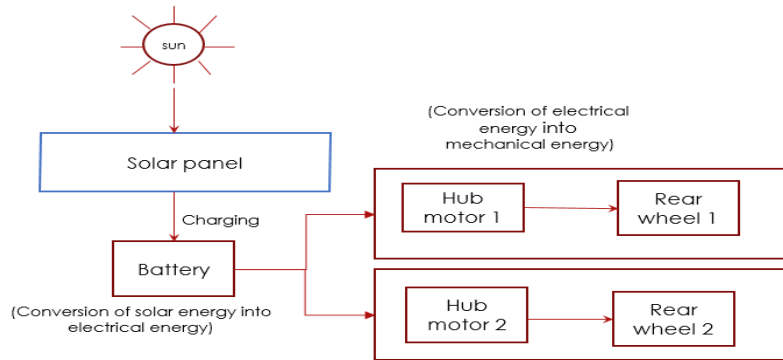 sun
(Conversion of electrical
energy into
mechanical energy)
Solar panel
Hub
motor 1
Rear
wheel 1
Charging
Battery
(Conversion of solar energy into
electrical energy)
Hub
motor 2
Rear
wheel 2